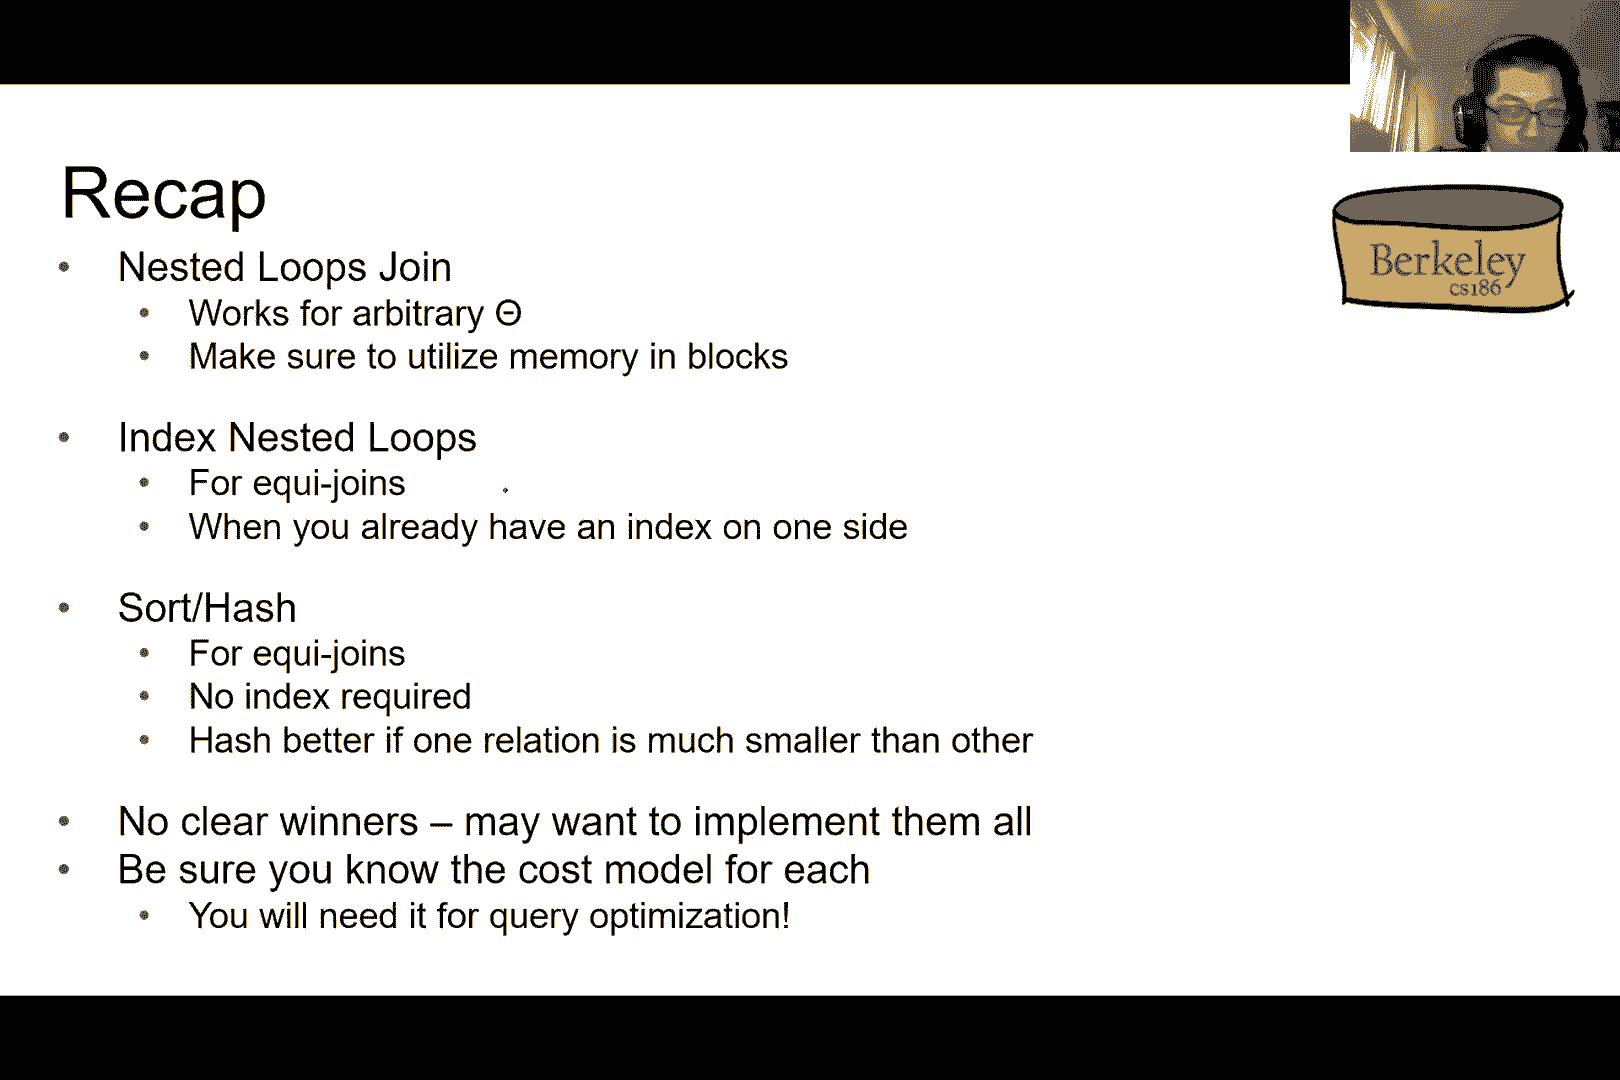 Recap
• Nested Loops Join
• Works for arbitrary Θ
• Make sure to utilize memory in blocks
• Index Nested Loops
• For equi-joins
• When you already have an index on one side
• Sort/Hash
• For equi-joins
• No index required
• Hash better if one relation is much smaller than other
• No clear winners – may want to implement them all
• Be sure you know the cost model for each
• You will need it for query optimization!
Berkeley
cs186